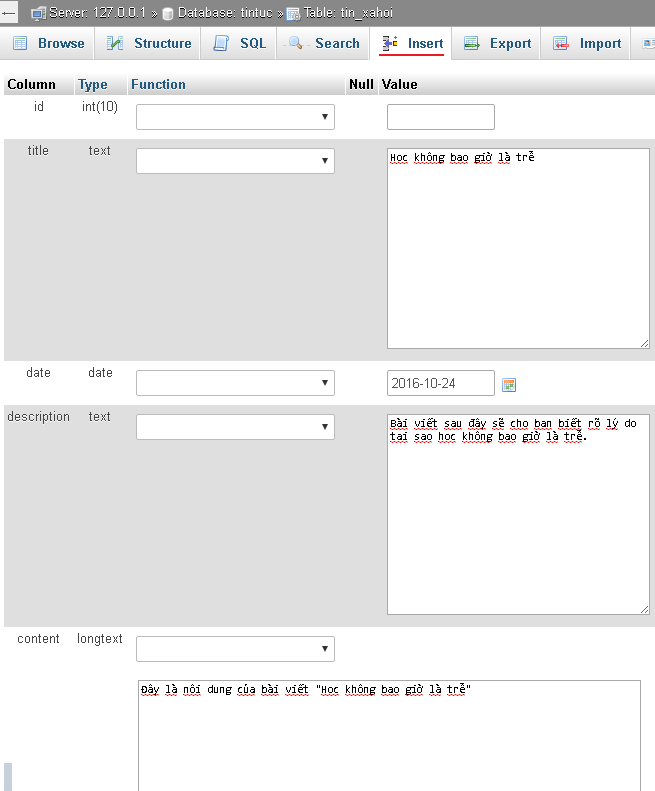 Server: 127.0.0.1 » Database: tintuc » Table: tin_xahoi
Browse Structure SQL Search Insert Export Import
Column Type Function Null Value
id int(10)
title text
Học không bao giờ là trễ
date date 2016-10-24
description text
Bài viết sau đây sẽ cho bạn biết rõ lý do
tại sao học không bao giờ là trễ.
content longtext
Đây là nội dung của bài viết "Học không bao giờ là trễ"